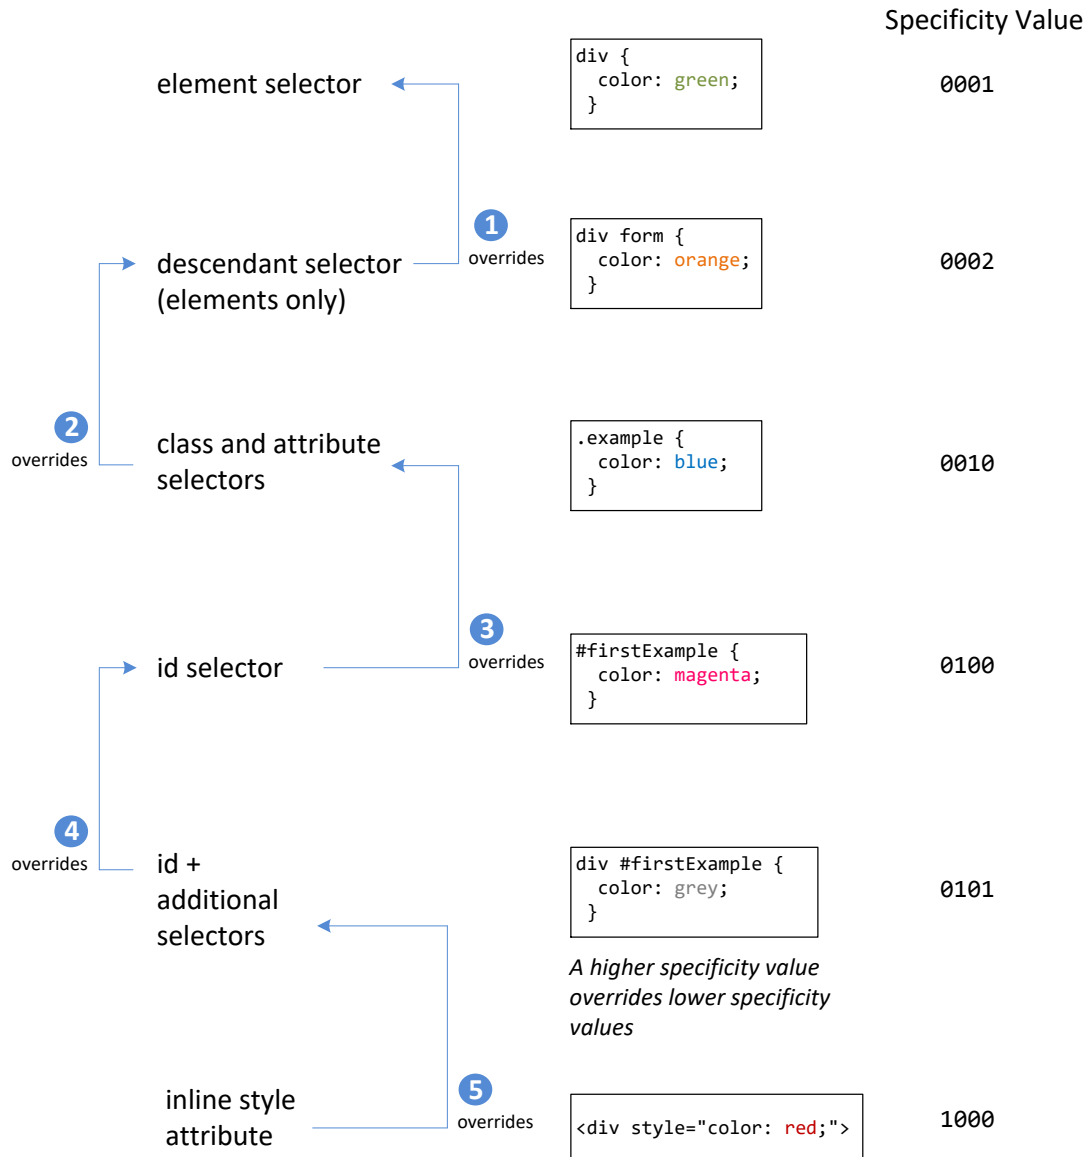 Specificity Value
element selector
div {
color: green;
}
0001
1
overrides
descendant selector
(elements only)
div form {
color: orange;
}
0002
2
overrides
class and attribute
selectors
.example {
color: blue;
}
0010
3
overrides
id selector
#firstExample {
color: magenta;
}
0100
4
overrides
id +
additional
selectors
div #firstExample {
color: grey;
}
0101
A higher specificity value
overrides lower specificity
values
5
overrides
inline style
attribute
<div style="color: red;">
1000